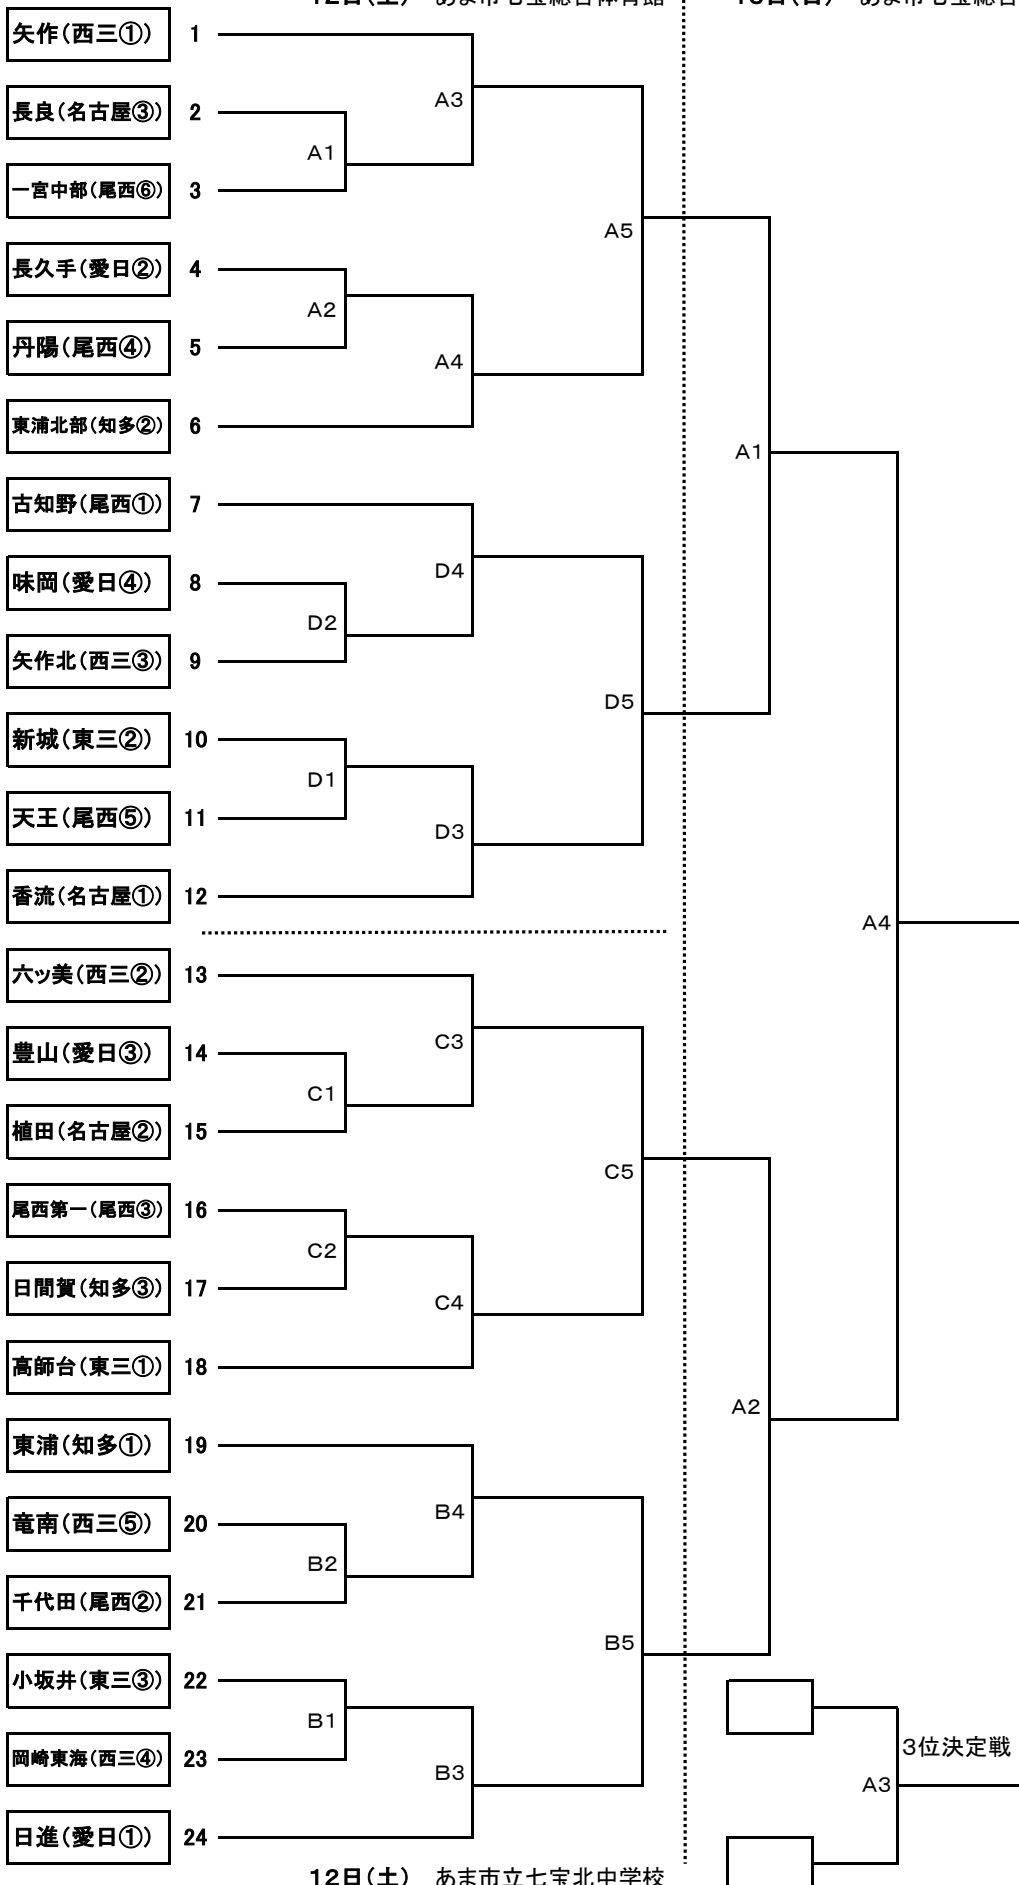 12日(土) あま市七宝総合体育館
矢作(西三①) 1
長良(名古屋③) 2
一宮中部(尾西⑥) 3
長久手(愛日②) 4
丹陽(尾西④) 5
東浦北部(知多②) 6
古知野(尾西①) 7
味岡(愛日④) 8
矢作北(西三③) 9
新城(東三②) 10
天王(尾西⑤) 11
香流(名古屋①) 12
六ッ美(西三②) 13
豊山(愛日③) 14
植田(名古屋②) 15
尾西第一(尾西③) 16
日間賀(知多③) 17
高師台(東三①) 18
東浦(知多①) 19
竜南(西三⑤) 20
千代田(尾西②) 21
小坂井(東三③) 22
岡崎東海(西三④) 23
日進(愛日①) 24
A1
A2
D2
D1
C1
C2
B2
B1
A3
A4
D4
D3
C3
C4
B4
B3
A5
D5
C5
B5
A1
A2
A4
3位決定戦
A3
12日(土) あま市立七宝北中学校